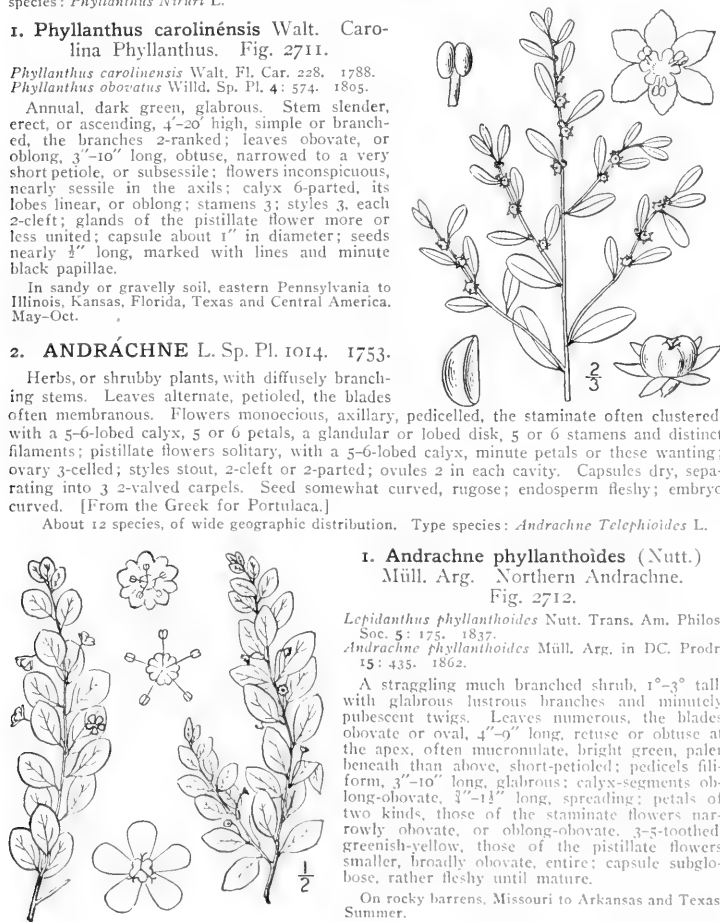 species: Phyllanthus Niruri L.
1. Phyllanthus carolinénsis Walt. Caro-
lina Phyllanthus. Fig. 2711.
Phyllanthus carolinensis Walt. Fl. Car. 228. 1788.
Phyllanthus obovatus Willd. Sp. Pl. 4: 574. 1805.
Annual, dark green, glabrous. Stem slender,
erect, or ascending, 4′-20′ high, simple or branch-
ed, the branches 2-ranked; leaves obovate, or
oblong, 3″-10″ long, obtuse, narrowed to a very
short petiole, or subsessile; flowers inconspicuous,
nearly sessile in the axils; calyx 6-parted, its
lobes linear, or oblong; stamens 3; styles 3, each
2-cleft; glands of the pistillate flower more or
less united; capsule about 1″ in diameter; seeds
nearly ½″ long, marked with lines and minute
black papillae.
In sandy or gravelly soil, eastern Pennsylvania to
Illinois, Kansas, Florida, Texas and Central America.
May-Oct.
2/3
2. ANDRÁCHNE L. Sp. Pl. 1014. 1753.
Herbs, or shrubby plants, with diffusely branch-
ing stems. Leaves alternate, petioled, the blades
often membranous. Flowers monoecious, axillary, pedicelled, the staminate often clustered
with a 5-6-lobed calyx, 5 or 6 petals, a glandular or lobed disk, 5 or 6 stamens and distinct
filaments; pistillate flowers solitary, with a 5-6-lobed calyx, minute petals or these wanting;
ovary 3-celled; styles stout, 2-cleft or 2-parted; ovules 2 in each cavity. Capsules dry, sepa-
rating into 3 2-valved carpels. Seed somewhat curved, rugose; endosperm fleshy; embryo
curved. [From the Greek for Portulaca.]
About 12 species, of wide geographic distribution. Type species: Andrachne Telephioides L.
1. Andrachne phyllanthoìdes (Nutt.)
Müll. Arg. Northern Andrachne.
Fig. 2712.
Lepidanthus phyllanthoides Nutt. Trans. Am. Philos
Soc. 5: 175. 1837.
Andrachne phyllanthoides Müll. Arg. in DC. Prodr
15: 435. 1862.
A straggling much branched shrub, 1°-3° tall
with glabrous lustrous branches and minutely
pubescent twigs. Leaves numerous, the blades
obovate or oval, 4″-9″ long, retuse or obtuse at
the apex, often mucronulate, bright green, paler
beneath than above, short-petioled; pedicels fili-
form, 3″-10″ long, glabrous; calyx-segments ob-
long-obovate, ¾″-1½″ long, spreading; petals of
two kinds, those of the staminate flowers nar-
rowly obovate, or oblong-obovate, 3-5-toothed
greenish-yellow, those of the pistillate flowers
smaller, broadly obovate, entire; capsule subglo-
bose, rather fleshy until mature.
On rocky barrens, Missouri to Arkansas and Texas
Summer.
1/2